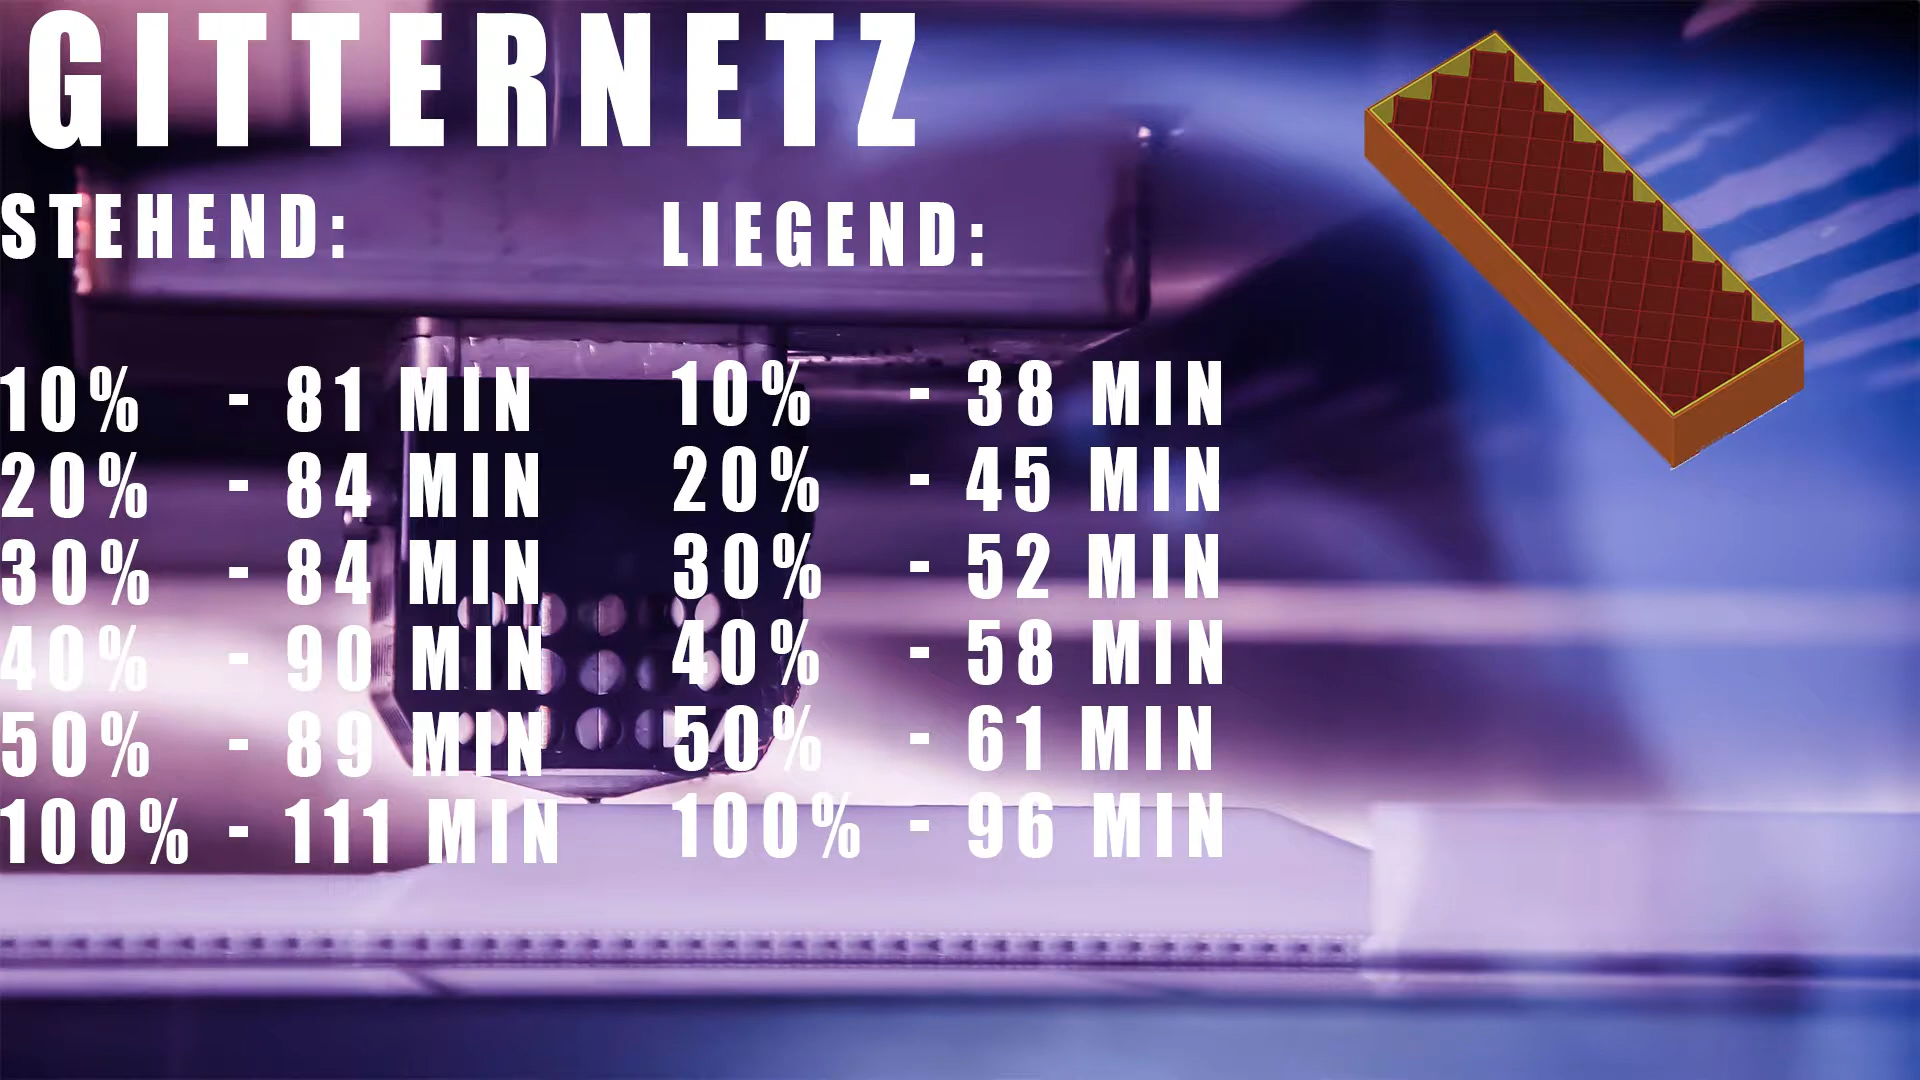 GITTERNETZ
STEHEND:
10% - 81 MIN
20% - 84 MIN
30% - 84 MIN
40% - 90 MIN
50% - 89 MIN
100% - 111 MIN
LIEGEND:
10% - 38 MIN
20% - 45 MIN
30% - 52 MIN
40% - 58 MIN
50% - 61 MIN
100% - 96 MIN